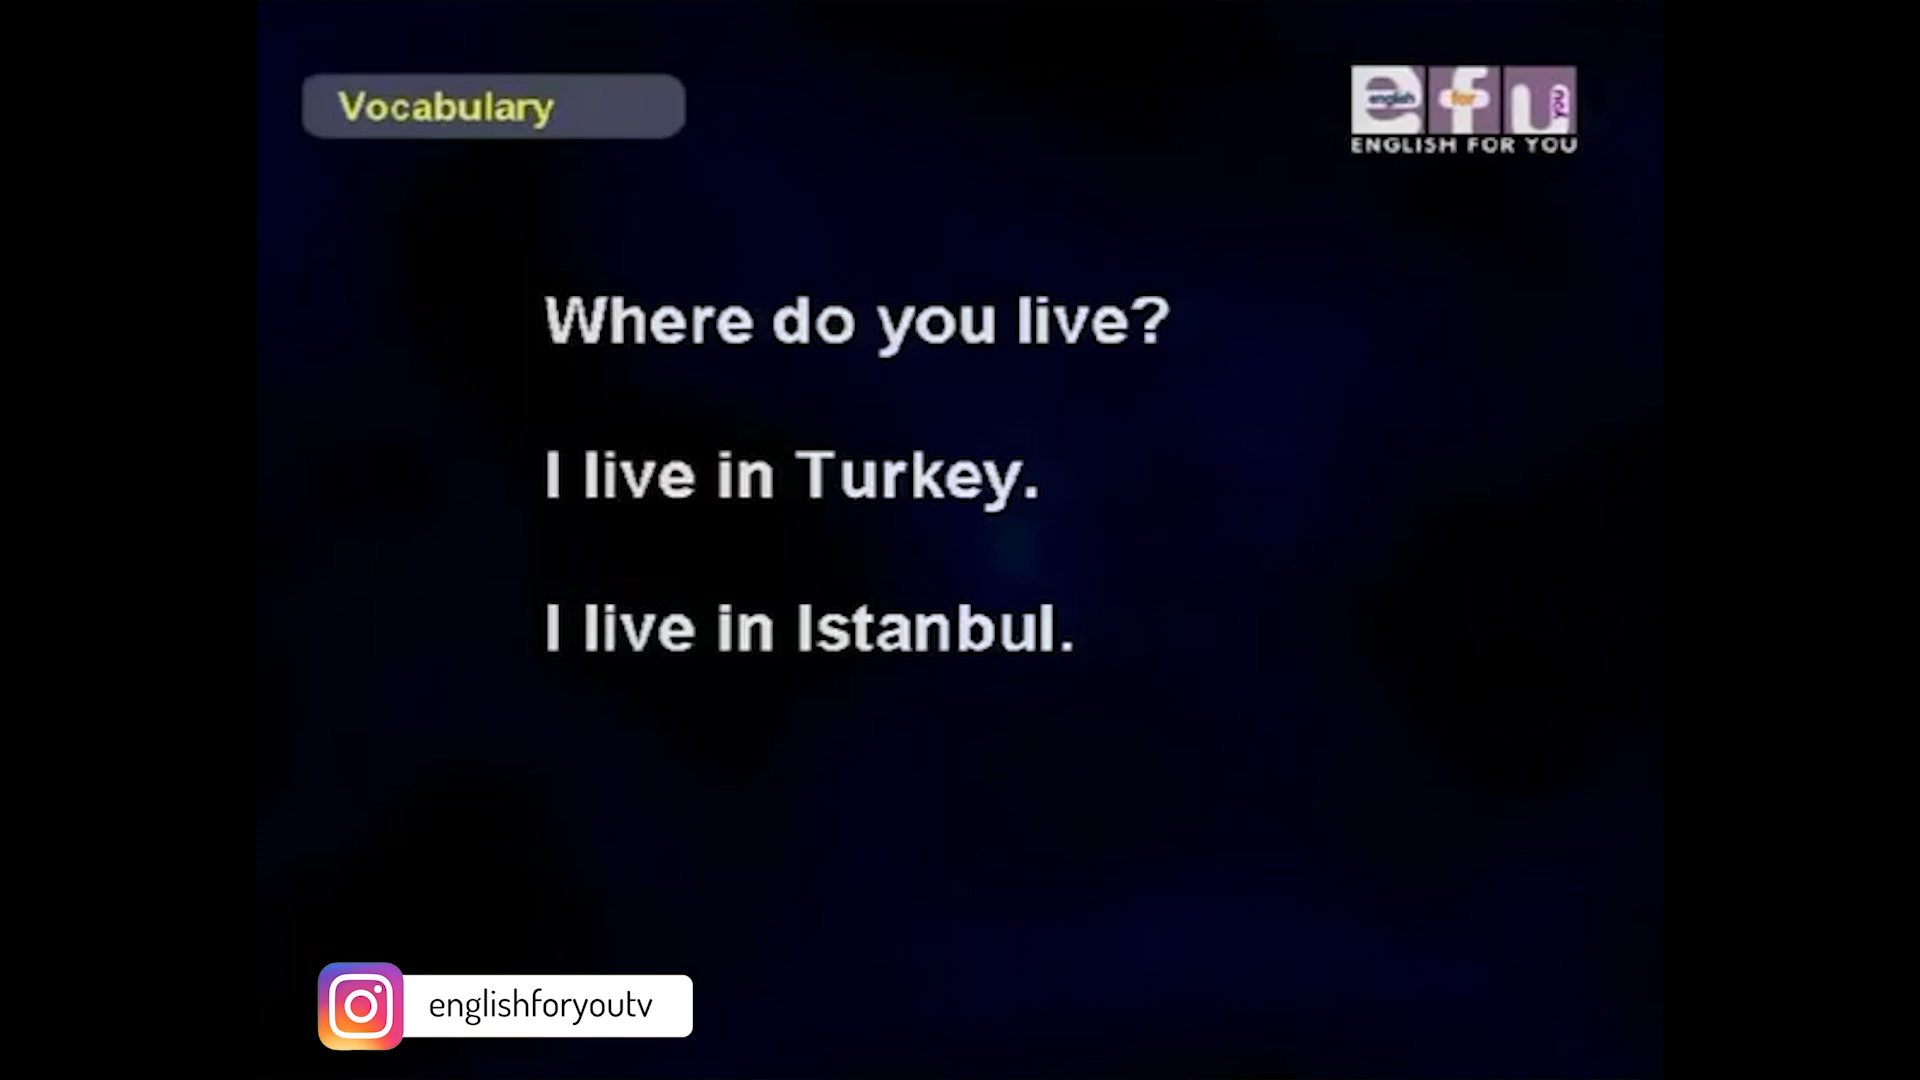 Vocabulary
english for you
ENGLISH FOR YOU
Where do you live?
I live in Turkey.
I live in Istanbul.
englishforyoutv